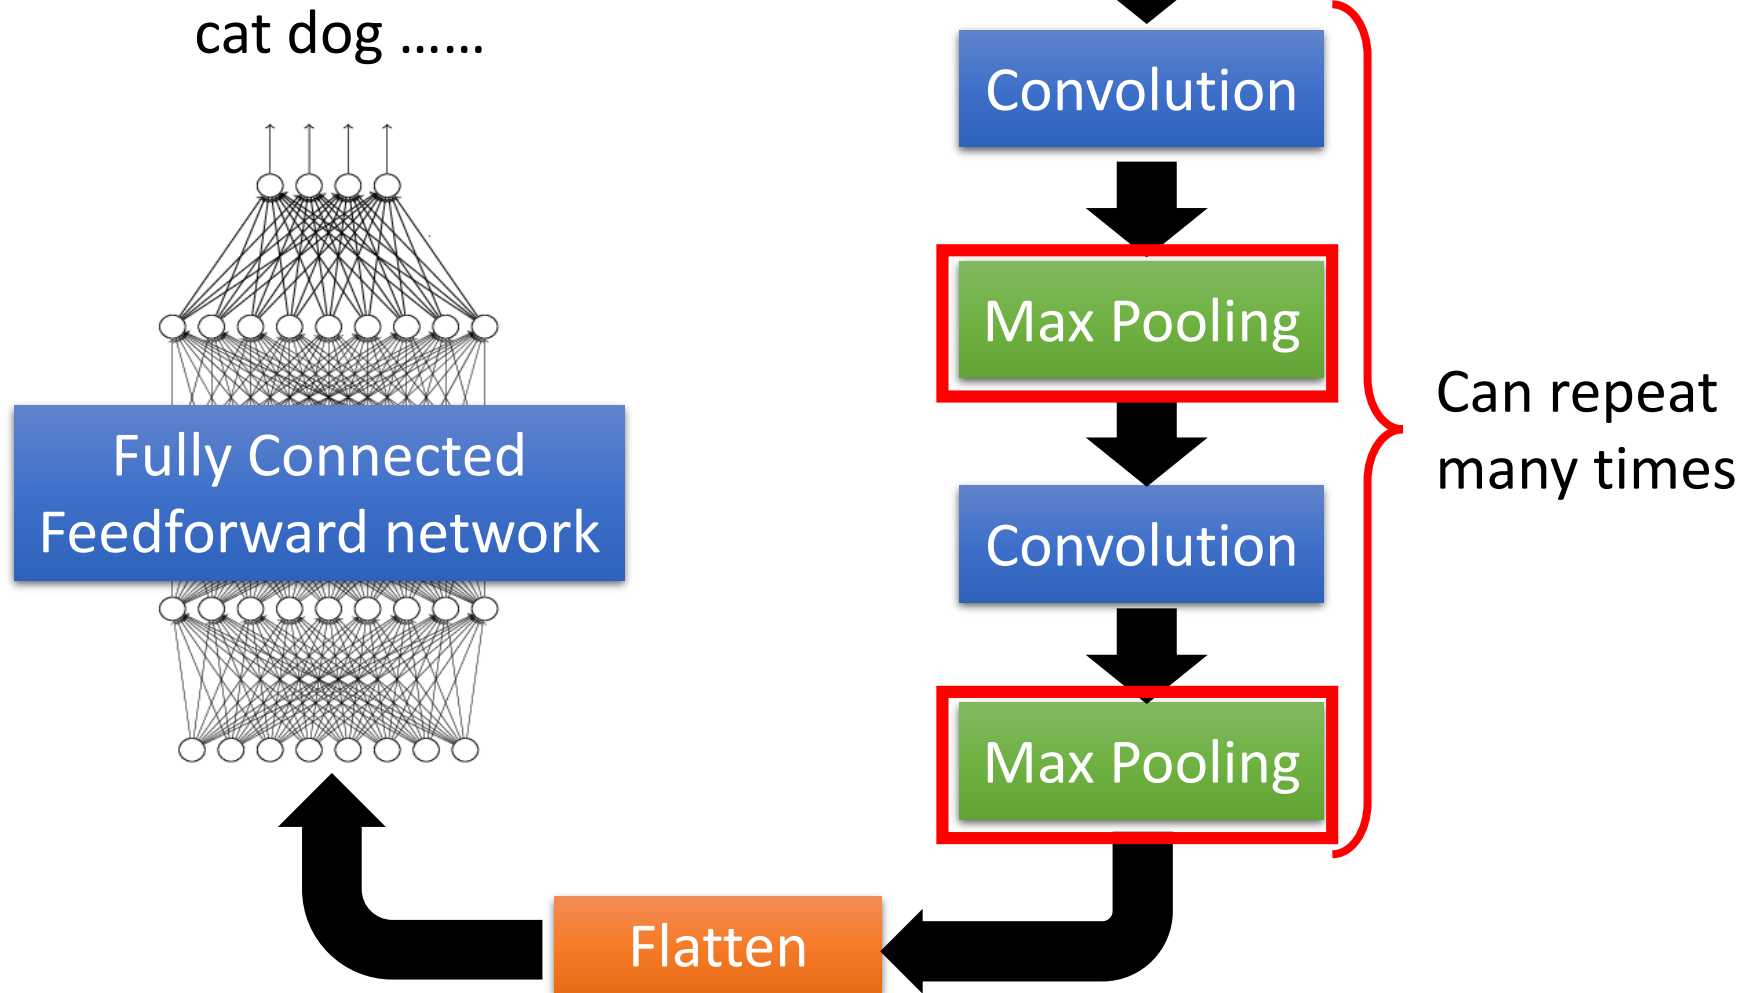 cat dog ......
Convolution
Max Pooling
Can repeat
many times
Fully Connected
Feedforward network
Convolution
Max Pooling
Flatten